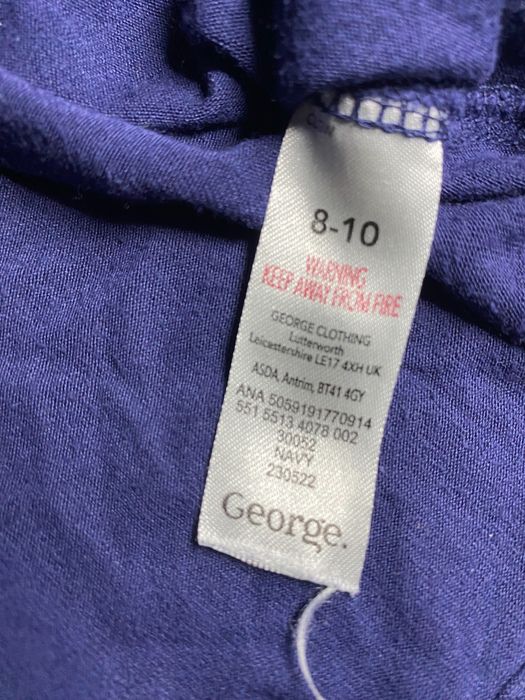 8-10
WARNING
KEEP AWAY FROM FIRE
GEORGE CLOTHING
Lutterworth
Leicestershire LE17 4XH UK
ASDA, Antrim, BT41 4GY
ANA 5059191770914
551 5513 4078 002
30052
NAVY
230522
George.